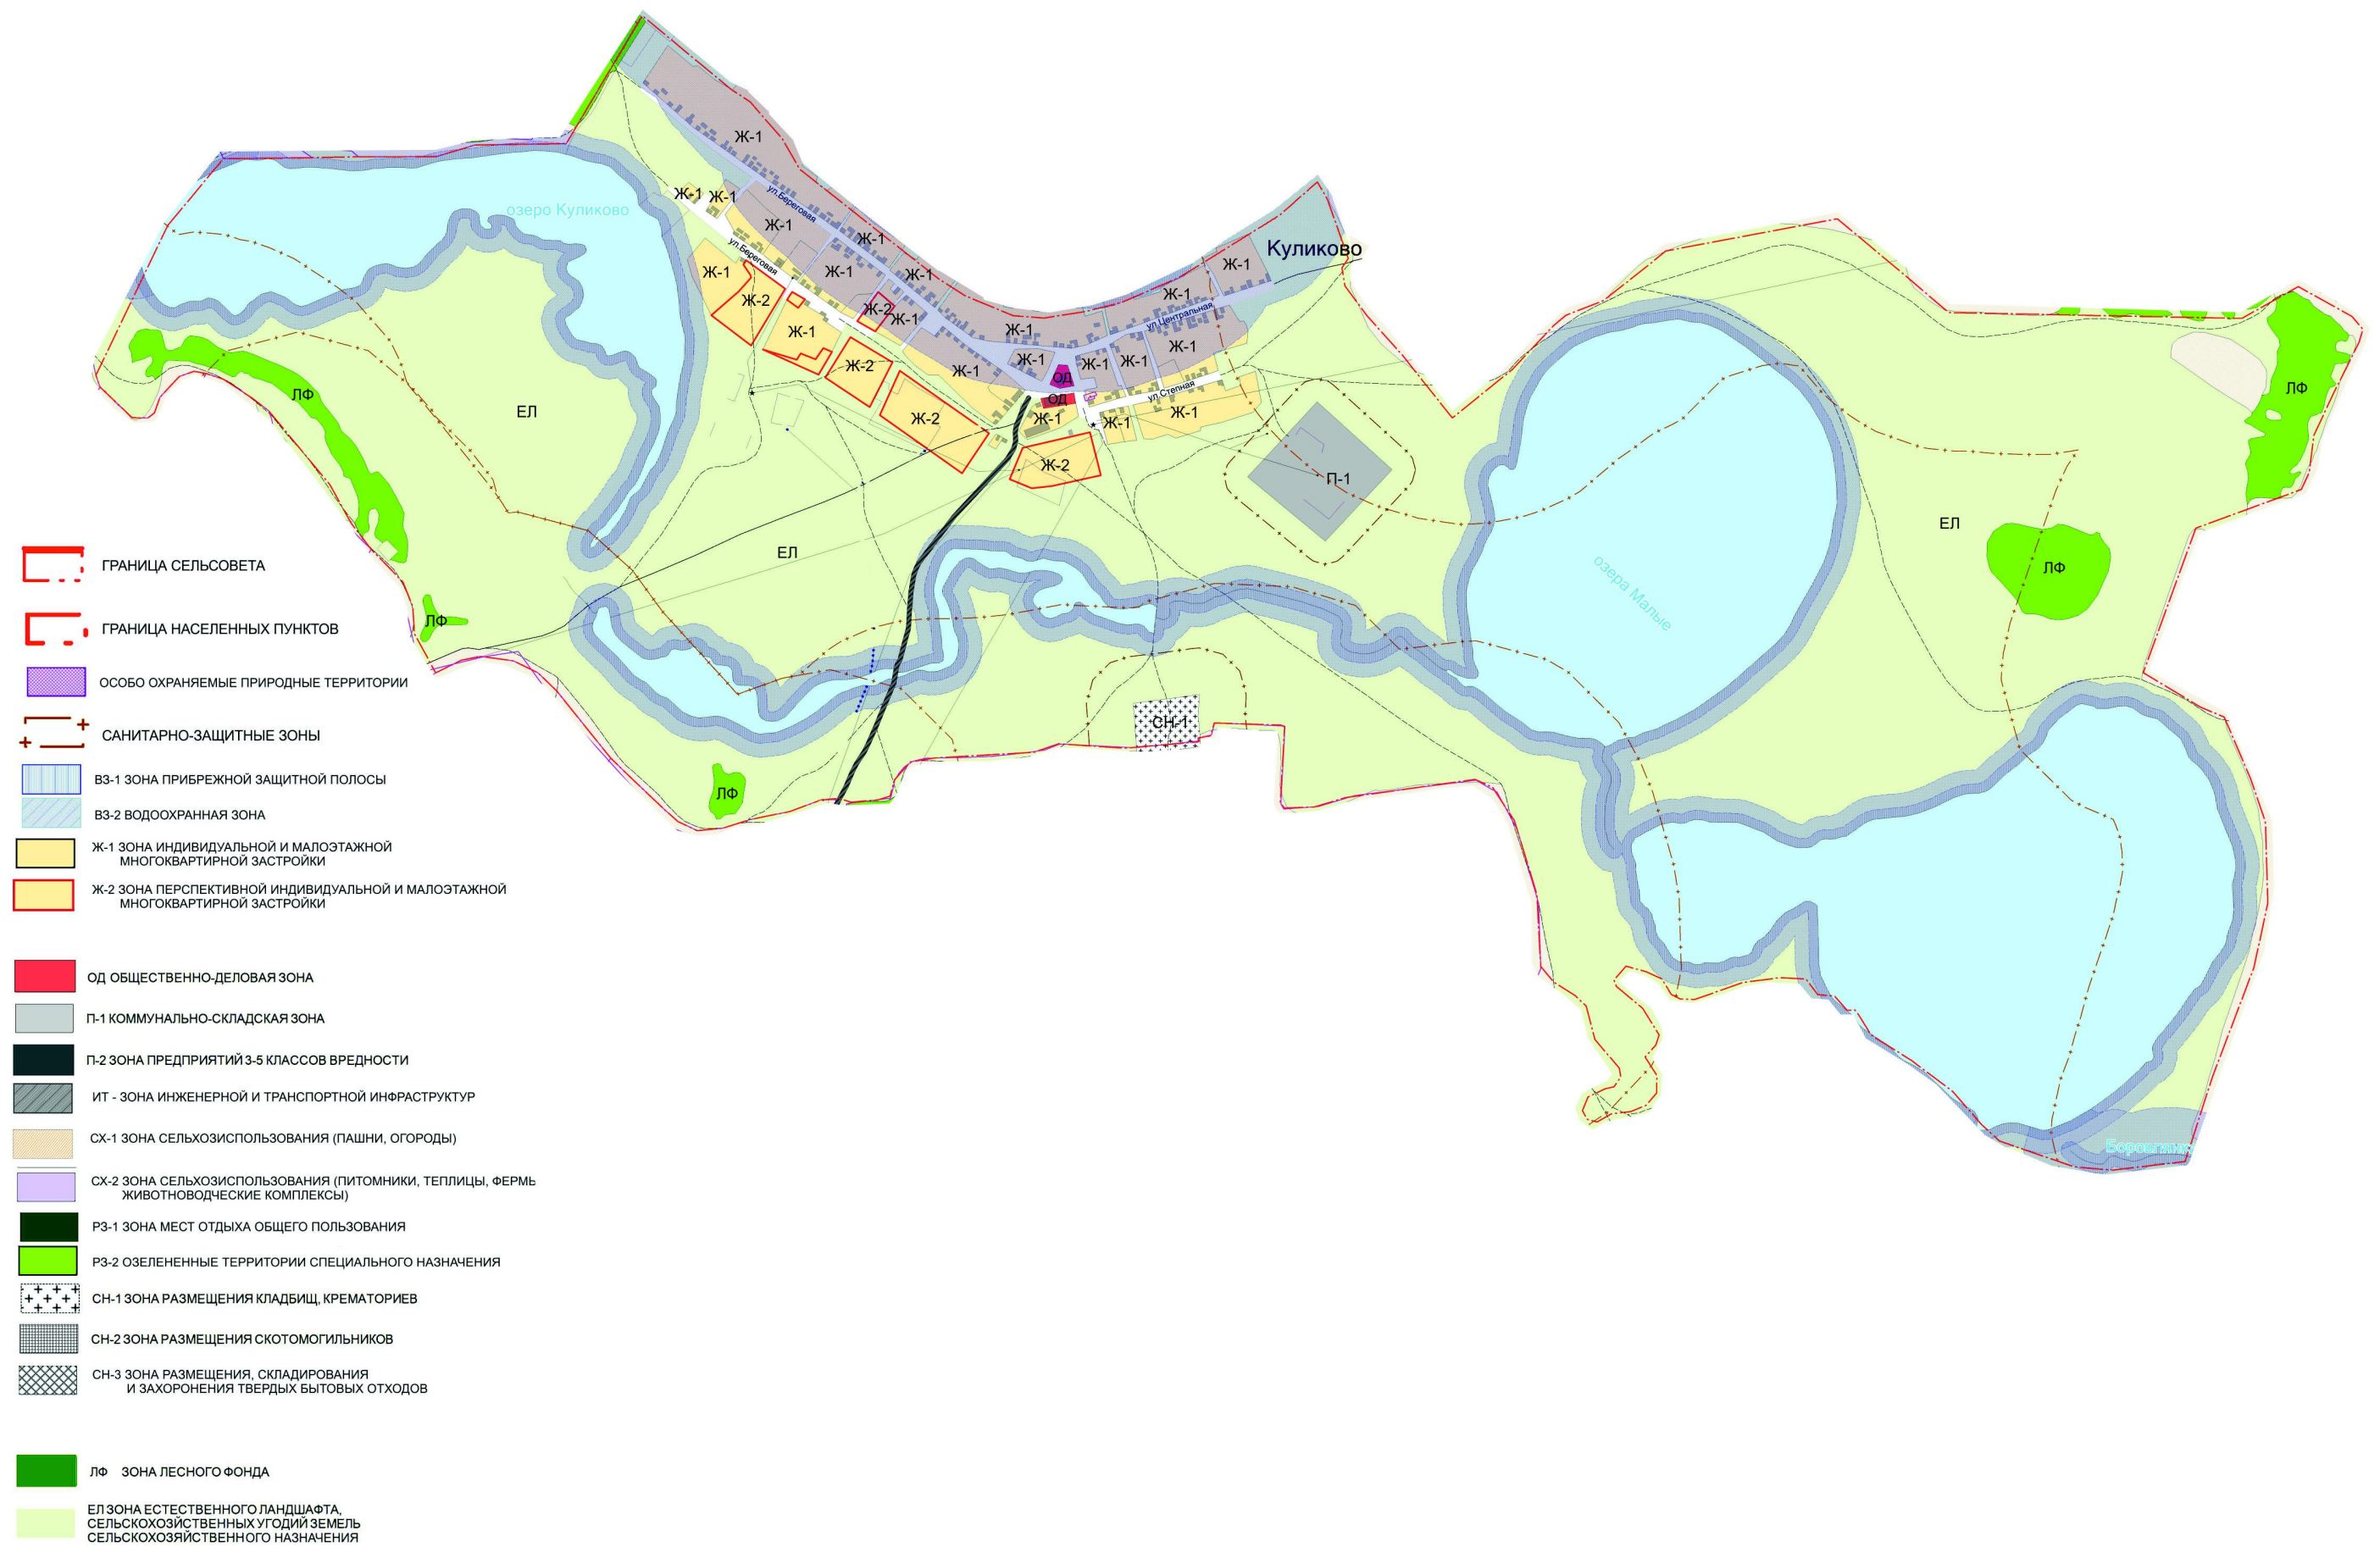 Ж-1
Ж-1
Ж-1
ул.Береговая
озеро Куликово
Ж-1
Ж-1
Куликово
ул.Береговая
Ж-1
Ж-1
Ж-1
Ж-1
Ж-2
Ж-1
Ж-2
Ж-1
ул.Центральная
Ж-1
Ж-1
Ж-1
Ж-1
Ж-1
Ж-1
Ж-2
Ж-1
ОД
ул.Степная
ЛФ
ЛФ
ОД
ЕЛ
Ж-2
Ж-1
Ж-1
Ж-1
Ж-2
П-1
ЕЛ
ЕЛ
ЛФ
озера Малые
ЛФ
СН-1
ЛФ
ГРАНИЦА СЕЛЬСОВЕТА
ГРАНИЦА НАСЕЛЕННЫХ ПУНКТОВ
ОСОБО ОХРАНЯЕМЫЕ ПРИРОДНЫЕ ТЕРРИТОРИИ
САНИТАРНО-ЗАЩИТНЫЕ ЗОНЫ
ВЗ-1 ЗОНА ПРИБРЕЖНОЙ ЗАЩИТНОЙ ПОЛОСЫ
ВЗ-2 ВОДООХРАННАЯ ЗОНА
Ж-1 ЗОНА ИНДИВИДУАЛЬНОЙ И МАЛОЭТАЖНОЙ
МНОГОКВАРТИРНОЙ ЗАСТРОЙКИ
Ж-2 ЗОНА ПЕРСПЕКТИВНОЙ ИНДИВИДУАЛЬНОЙ И МАЛОЭТАЖНОЙ
МНОГОКВАРТИРНОЙ ЗАСТРОЙКИ
ОД ОБЩЕСТВЕННО-ДЕЛОВАЯ ЗОНА
П-1 КОММУНАЛЬНО-СКЛАДСКАЯ ЗОНА
П-2 ЗОНА ПРЕДПРИЯТИЙ 3-5 КЛАССОВ ВРЕДНОСТИ
ИТ - ЗОНА ИНЖЕНЕРНОЙ И ТРАНСПОРТНОЙ ИНФРАСТРУКТУР
СХ-1 ЗОНА СЕЛЬХОЗИСПОЛЬЗОВАНИЯ (ПАШНИ, ОГОРОДЫ)
СХ-2 ЗОНА СЕЛЬХОЗИСПОЛЬЗОВАНИЯ (ПИТОМНИКИ, ТЕПЛИЦЫ,
ЖИВОТНОВОДЧЕСКИЕ КОМПЛЕКСЫ)
РЗ-1 ЗОНА МЕСТ ОТДЫХА ОБЩЕГО ПОЛЬЗОВАНИЯ
РЗ-2 ОЗЕЛЕНЕННЫЕ ТЕРРИТОРИИ СПЕЦИАЛЬНОГО НАЗНАЧЕНИЯ
СН-1 ЗОНА РАЗМЕЩЕНИЯ КЛАДБИЩ, КРЕМАТОРИЕВ
СН-2 ЗОНА РАЗМЕЩЕНИЯ СКОТОМОГИЛЬНИКОВ
СН-3 ЗОНА РАЗМЕЩЕНИЯ, СКЛАДИРОВАНИЯ
И ЗАХОРОНЕНИЯ ТВЕРДЫХ БЫТОВЫХ ОТХОДОВ
ЛФ ЗОНА ЛЕСНОГО ФОНДА
ЕЛ ЗОНА ЕСТЕСТВЕННОГО ЛАНДШАФТА,
СЕЛЬСКОХОЗЙСТВЕННЫХ УГОДИЙ ЗЕМЕЛЬ
СЕЛЬСКОХОЗЯЙСТВЕННОГО НАЗНАЧЕНИЯ